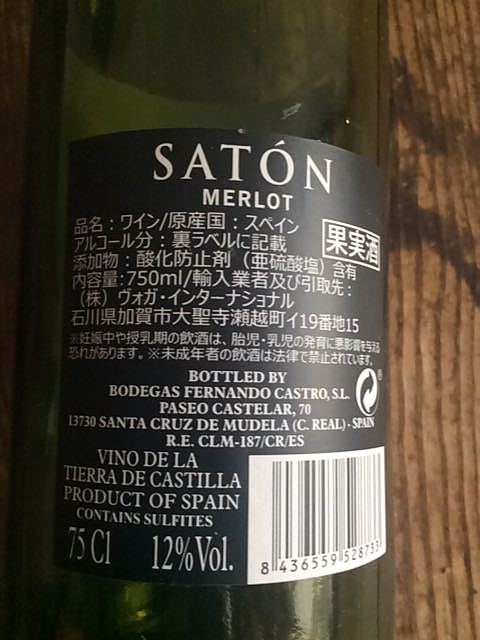 SATÓN
MERLOT
品名：ワイン/原産国：スペイン
アルコール分：裏ラベルに記載
果実酒
添加物：酸化防止剤（亜硫酸塩）含有
内容量:750ml/輸入業者及び引取先：
（株）ヴォガ・インターナショナル
石川県加賀市大聖寺瀬越町イ19番地15
※妊娠中や授乳期の飲酒は、胎児・乳児の発育に悪影響を与える
恐れがあります。※未成年者の飲酒は法律で禁止されています。
BOTTLED BY
BODEGAS FERNANDO CASTRO, S.L.
PASEO CASTELAR, 70
13730 SANTA CRUZ DE MUDELA (C. REAL) - SPAIN
R.E. CLM-187/CR/ES
®
VINO DE LA
TIERRA DE CASTILLA
PRODUCT OF SPAIN
CONTAINS SULFITES
75 Cl 12% Vol.
8 436559 528733